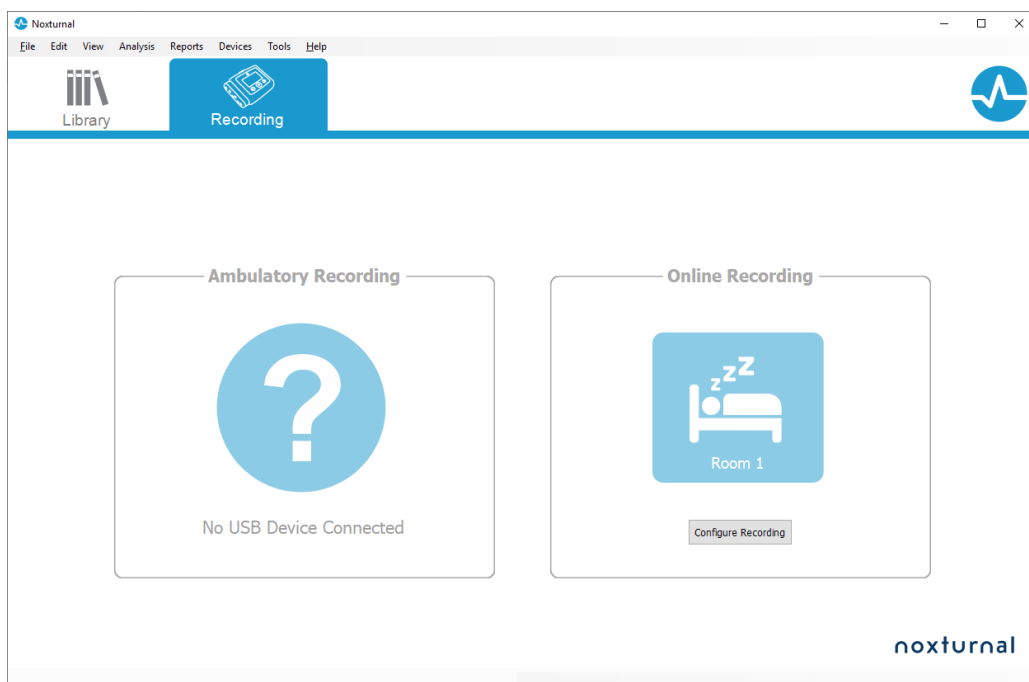 Noxturnal
File Edit View Analysis Reports Devices Tools Help
Library
Recording
Ambulatory Recording
?
No USB Device Connected
Online Recording
zzZ
Room 1
Configure Recording
noxturnal